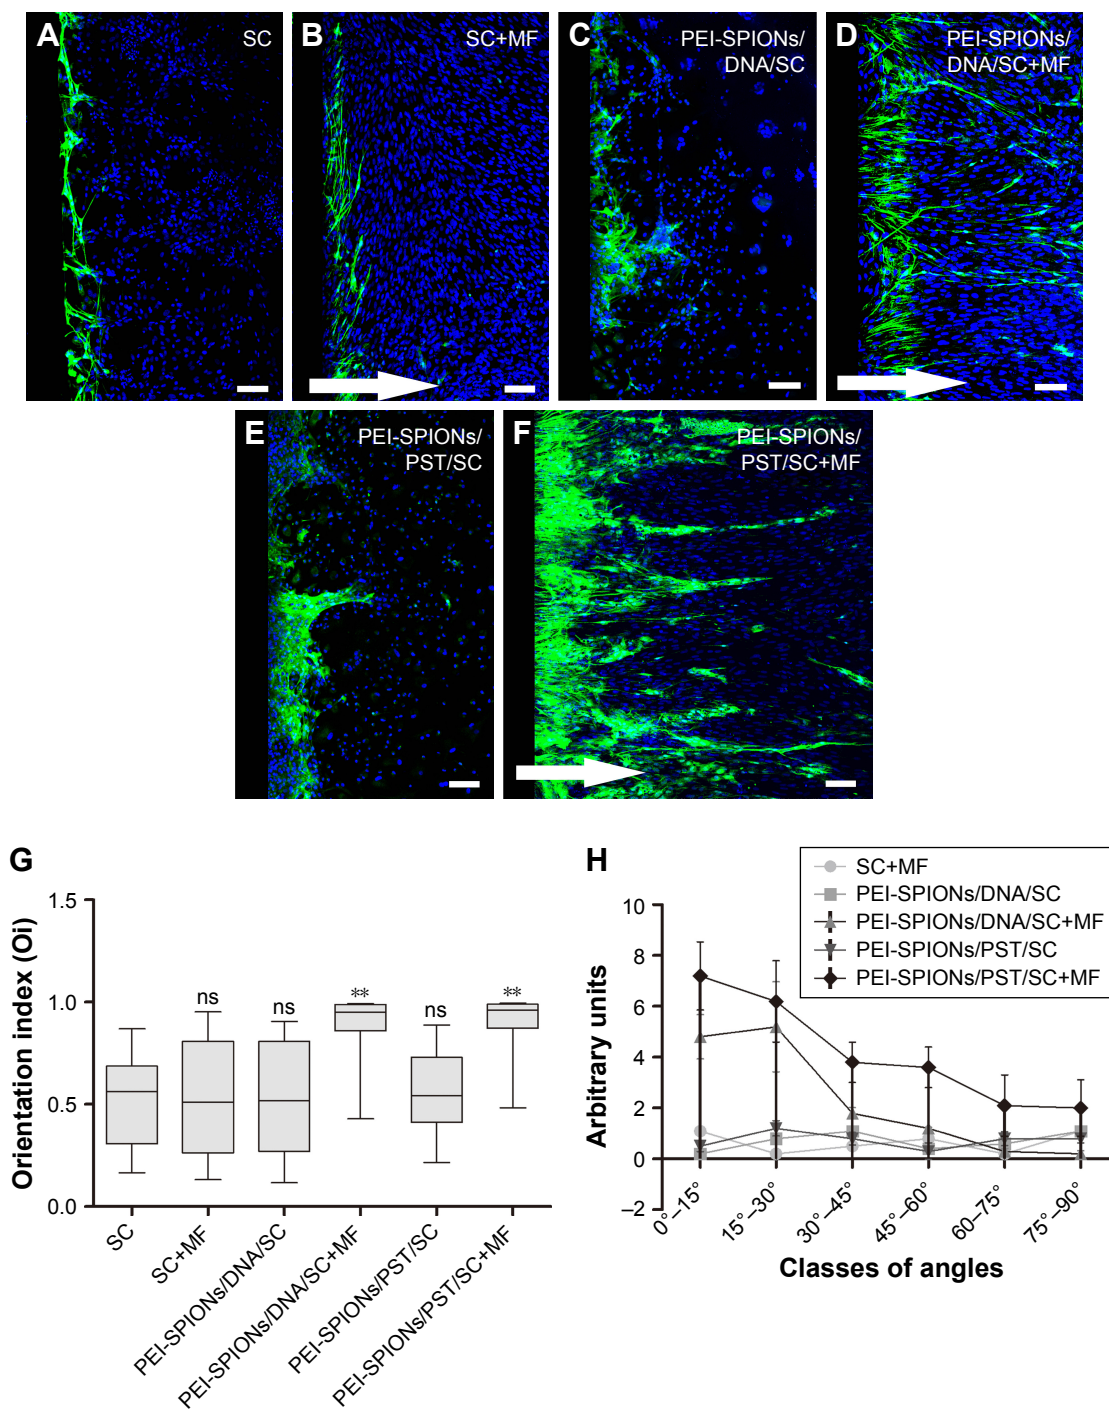 A
SC
B
SC+MF
C
PEI-SPIONs/
DNA/SC
D
PEI-SPIONs/
DNA/SC+MF
E
PEI-SPIONs/
PST/SC
F
PEI-SPIONs/
PST/SC+MF
G
Orientation index (Oi)
1.5
1.0
0.5
0.0
ns
ns
**
ns
**
SC
SC+MF
PEI-SPIONs/DNA/SC
PEI-SPIONs/DNA/SC+MF
PEI-SPIONs/PST/SC
PEI-SPIONs/PST/SC+MF
H
SC+MF
PEI-SPIONs/DNA/SC
PEI-SPIONs/DNA/SC+MF
PEI-SPIONs/PST/SC
PEI-SPIONs/PST/SC+MF
Arbitrary units
10
8
6
4
2
0
–2
0°–15°
15°–30°
30°–45°
45°–60°
60–75°
75°–90°
Classes of angles